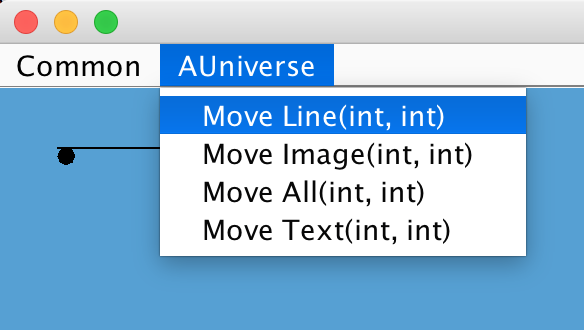 Common AUniverse
Move Line(int, int)
Move Image(int, int)
Move All(int, int)
Move Text(int, int)